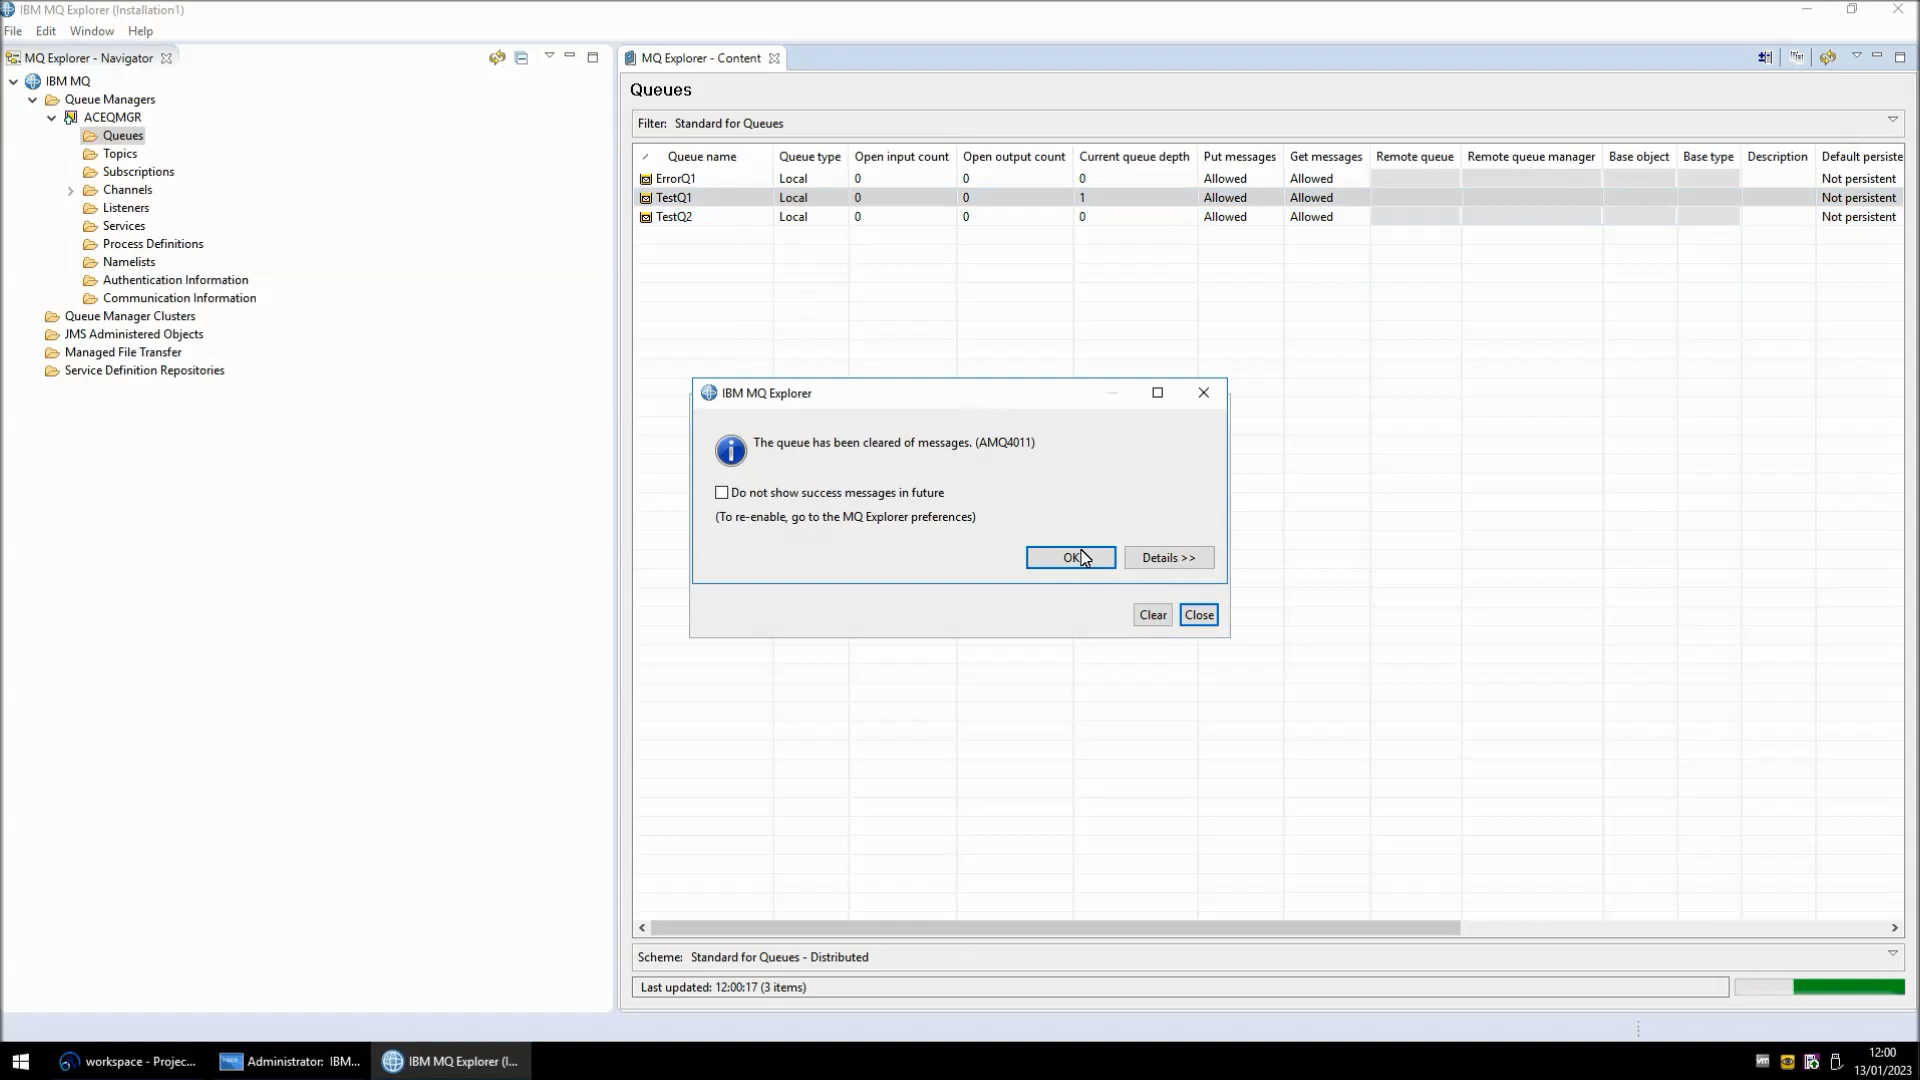 IBM MQ Explorer (Installation1)
File Edit Window Help
MQ Explorer - Navigator
IBM MQ
Queue Managers
ACEQMGR
Queues
Topics
Subscriptions
Channels
Listeners
Services
Process Definitions
Namelists
Authentication Information
Communication Information
Queue Manager Clusters
JMS Administered Objects
Managed File Transfer
Service Definition Repositories
MQ Explorer - Content
Queues
Filter: Standard for Queues
Queue name Queue type Open input count Open output count Current queue depth Put messages Get messages Remote queue Remote queue manager Base object Base type Description Default persiste
ErrorQ1 Local 0 0 0 Allowed Allowed Not persistent
TestQ1 Local 0 0 1 Allowed Allowed Not persistent
TestQ2 Local 0 0 0 Allowed Allowed Not persistent
IBM MQ Explorer
The queue has been cleared of messages. (AMQ4011)
Do not show success messages in future
(To re-enable, go to the MQ Explorer preferences)
OK Details >>
Clear Close
Scheme: Standard for Queues - Distributed
Last updated: 12:00:17 (3 items)
workspace - Projec... Administrator: IBM... IBM MQ Explorer (I...
12:00
13/01/2023